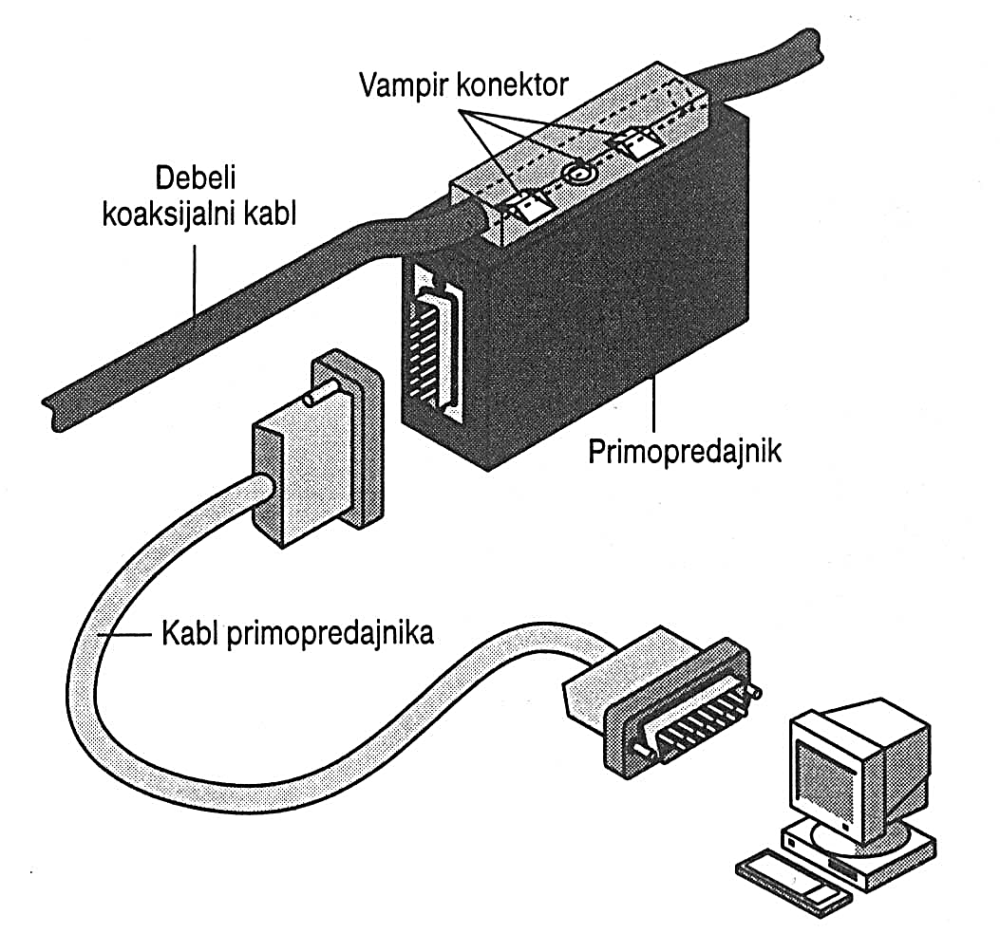 Vampir konektor
Debeli
koaksijalni kabl
Primopredajnik
Kabl primopredajnika